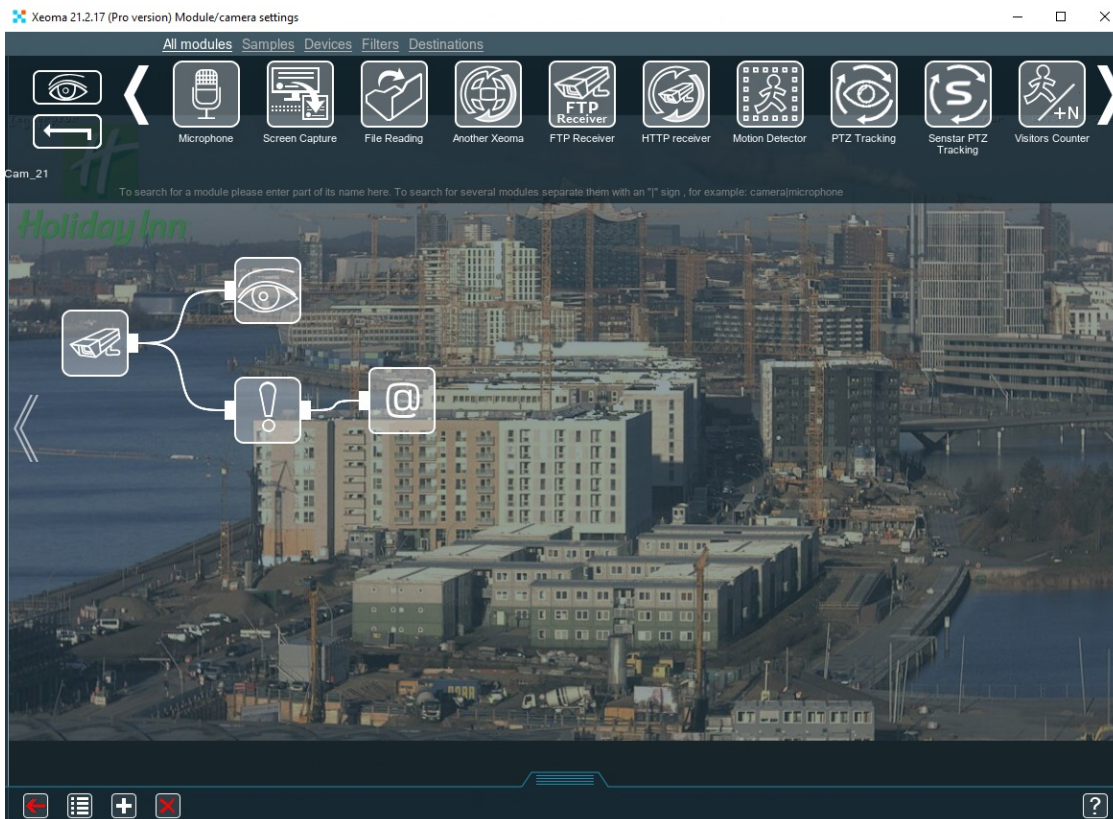 Xeoma 21.2.17 (Pro version) Module/camera settings
All modules Samples Devices Filters Destinations
FTP
Receiver
S
+N
Microphone
Screen Capture
File Reading
Another Xeoma
FTP Receiver
HTTP receiver
Motion Detector
PTZ Tracking
Senstar PTZ
Tracking
Visitors Counter
H
Cam_21
To search for a module please enter part of its name here. To search for several modules separate them with an "|" sign , for example: camera|microphone
Holiday Inn
!
@
?